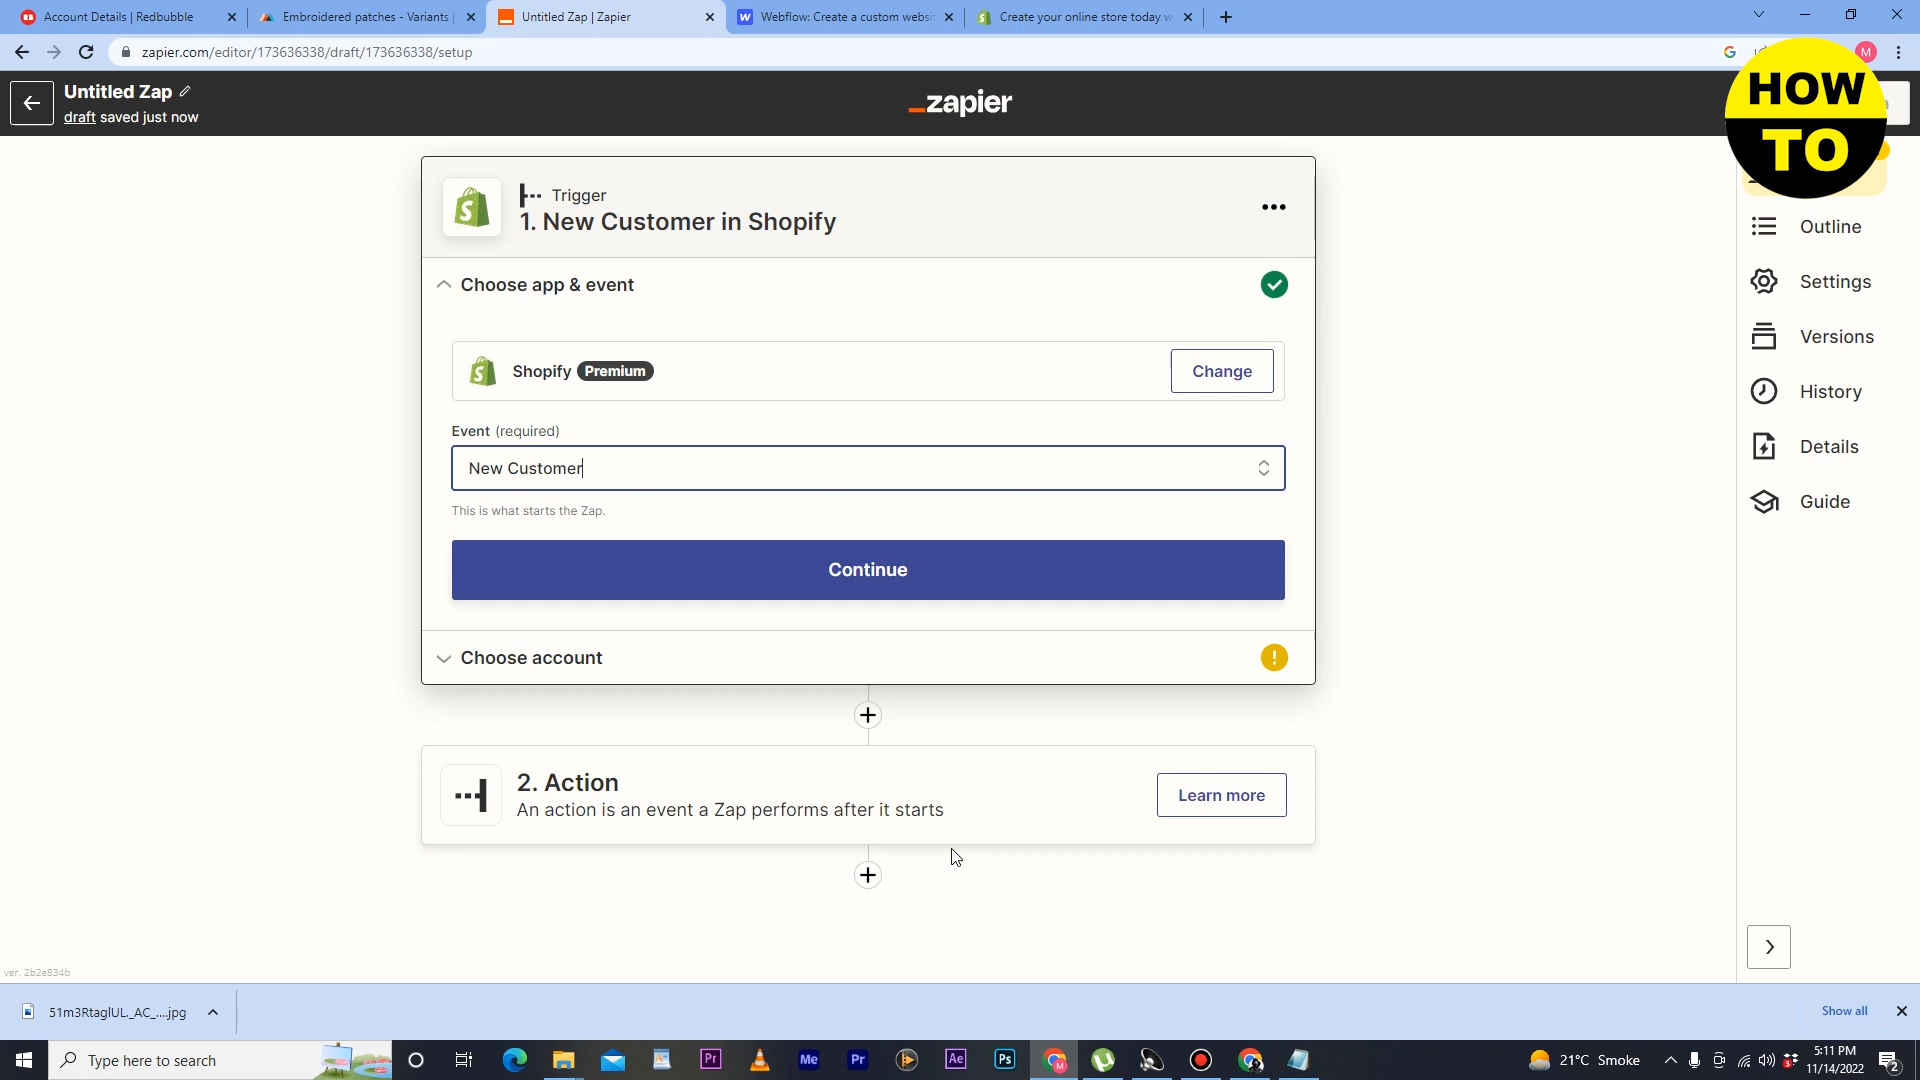 Account Details | Redbubble
Embroidered patches - Variants
Untitled Zap | Zapier
Webflow: Create a custom websi
Create your online store today w
zapier.com/editor/173636338/draft/173636338/setup
M
Untitled Zap
draft saved just now
_zapier
HOW
TO
Trigger
1. New Customer in Shopify
Choose app & event
Shopify Premium
Change
Event (required)
New Customer
This is what starts the Zap.
Continue
Choose account
2. Action
An action is an event a Zap performs after it starts
Learn more
Outline
Settings
Versions
History
Details
Guide
ver. 2b2e834b
51m3RtaglUL._AC_....jpg
Show all
Type here to search
21°C Smoke
5:11 PM
11/14/2022
2